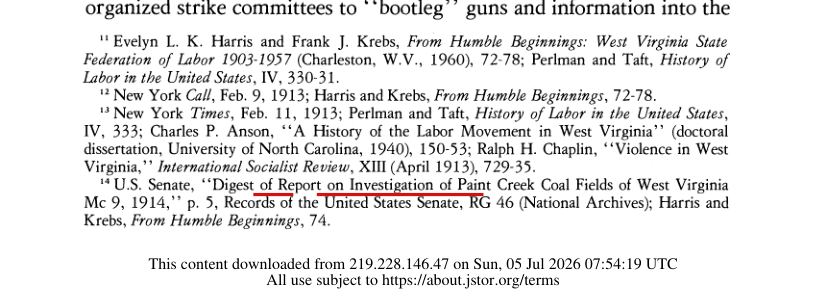 organized strike committees to ‘‘bootleg’’ guns and information into the
11 Evelyn L. K. Harris and Frank J. Krebs, From Humble Beginnings: West Virginia State
Federation of Labor 1903-1957 (Charleston, W.V., 1960), 72-78; Perlman and Taft, History of
Labor in the United States, IV, 330-31.
12 New York Call, Feb. 9, 1913; Harris and Krebs, From Humble Beginnings, 72-78.
13 New York Times, Feb. 11, 1913; Perlman and Taft, History of Labor in the United States,
IV, 333; Charles P. Anson, ‘‘A History of the Labor Movement in West Virginia’’ (doctoral
dissertation, University of North Carolina, 1940), 150-53; Ralph H. Chaplin, ‘‘Violence in West
Virginia,’’ International Socialist Review, XIII (April 1913), 729-35.
14 U.S. Senate, ‘‘Digest of Report on Investigation of Paint Creek Coal Fields of West Virginia
Mc 9, 1914,’’ p. 5, Records of the United States Senate, RG 46 (National Archives); Harris and
Krebs, From Humble Beginnings, 74.
This content downloaded from 219.228.146.47 on Sun, 05 Jul 2026 07:54:19 UTC
All use subject to https://about.jstor.org/terms